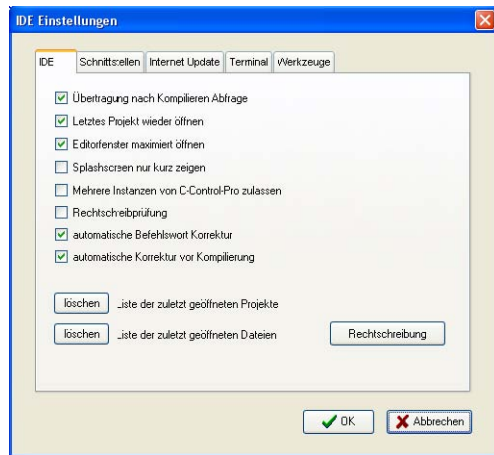 IDE Einstellungen
IDE Schnittstellen Internet Update Terminal Werkzeuge
Übertragung nach Kompilieren Abfrage
Letztes Projekt wieder öffnen
Editorfenster maximiert öffnen
Splashscreen nur kurz zeigen
Mehrere Instanzen von C-Control-Pro zulassen
Rechtschreibprüfung
automatische Befehlswort Korrektur
automatische Korrektur vor Kompilierung
löschen Liste der zuletzt geöffneten Projekte
löschen Liste der zuletzt geöffneten Dateien
Rechtschreibung
OK Abbrechen